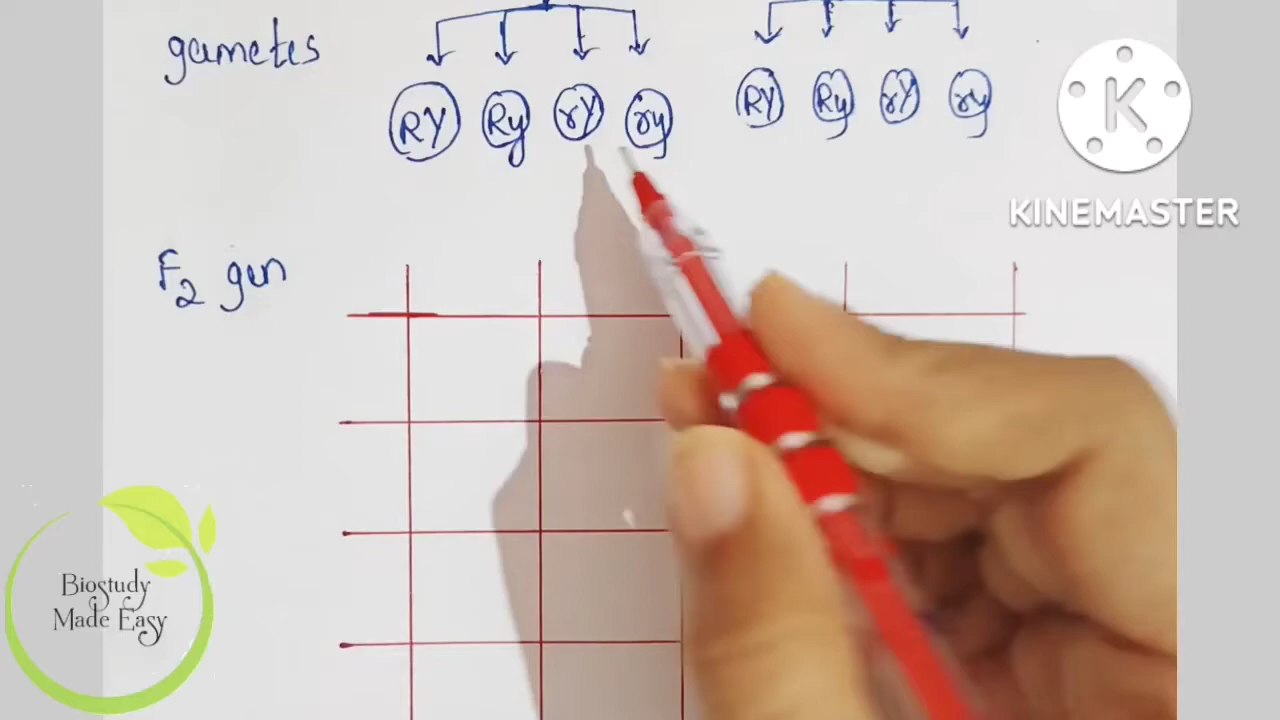 gametes
RY Ry rY ry RY Ry rY ry
K
KINEMASTER
F2 gen
Biostudy
Made Easy